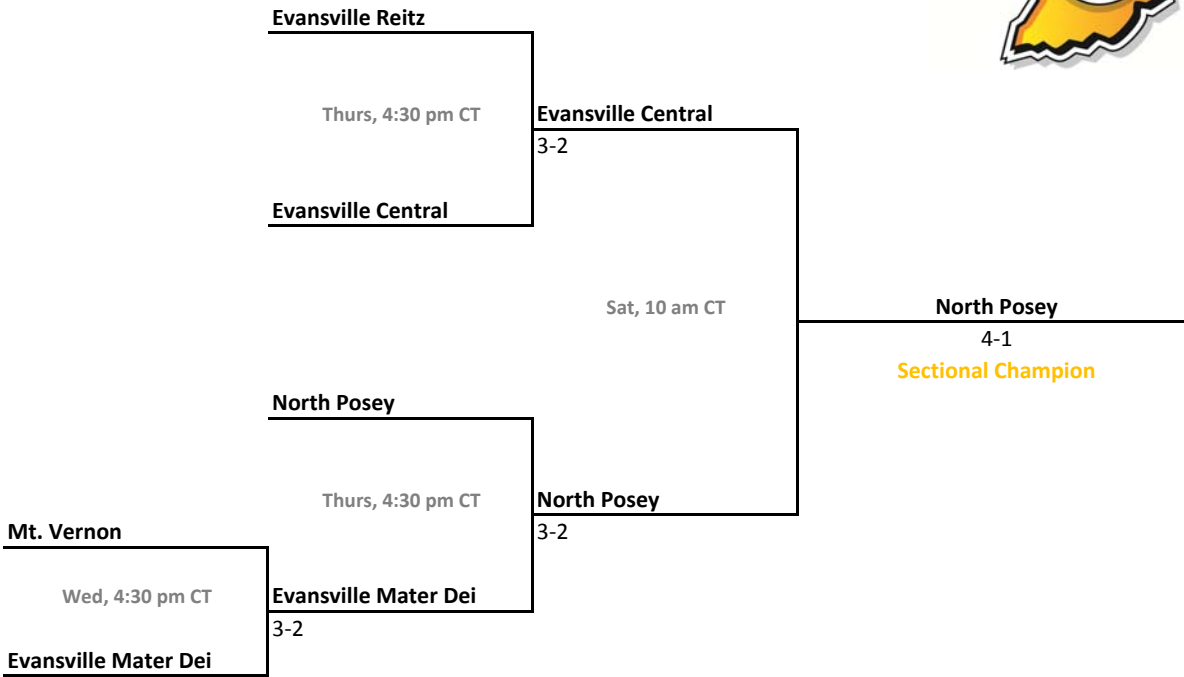 Evansville Reitz
Thurs, 4:30 pm CT
Evansville Central
3-2
Evansville Central
Sat, 10 am CT
North Posey
4-1
Sectional Champion
North Posey
Thurs, 4:30 pm CT
North Posey
3-2
Mt. Vernon
Wed, 4:30 pm CT
Evansville Mater Dei
3-2
Evansville Mater Dei